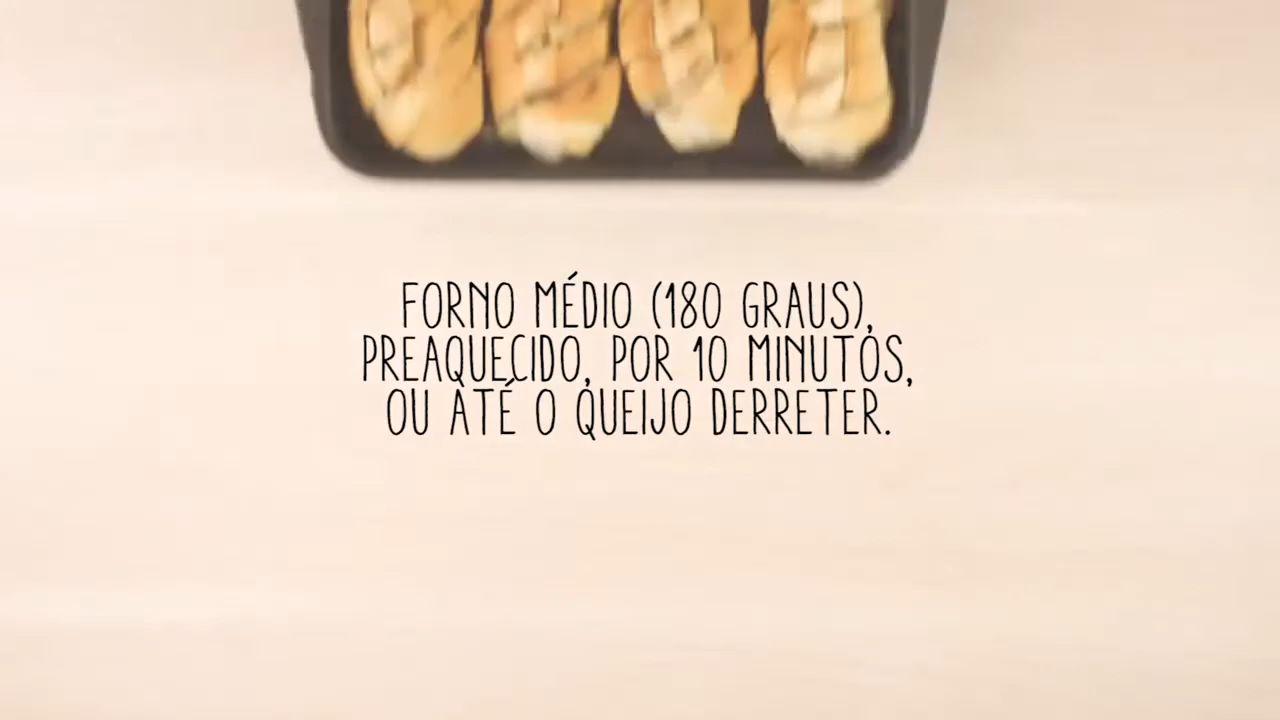 FORNO MÉDIO (180 GRAUS),
PREAQUECIDO, POR 10 MINUTOS,
OU ATÉ O QUEIJO DERRETER.